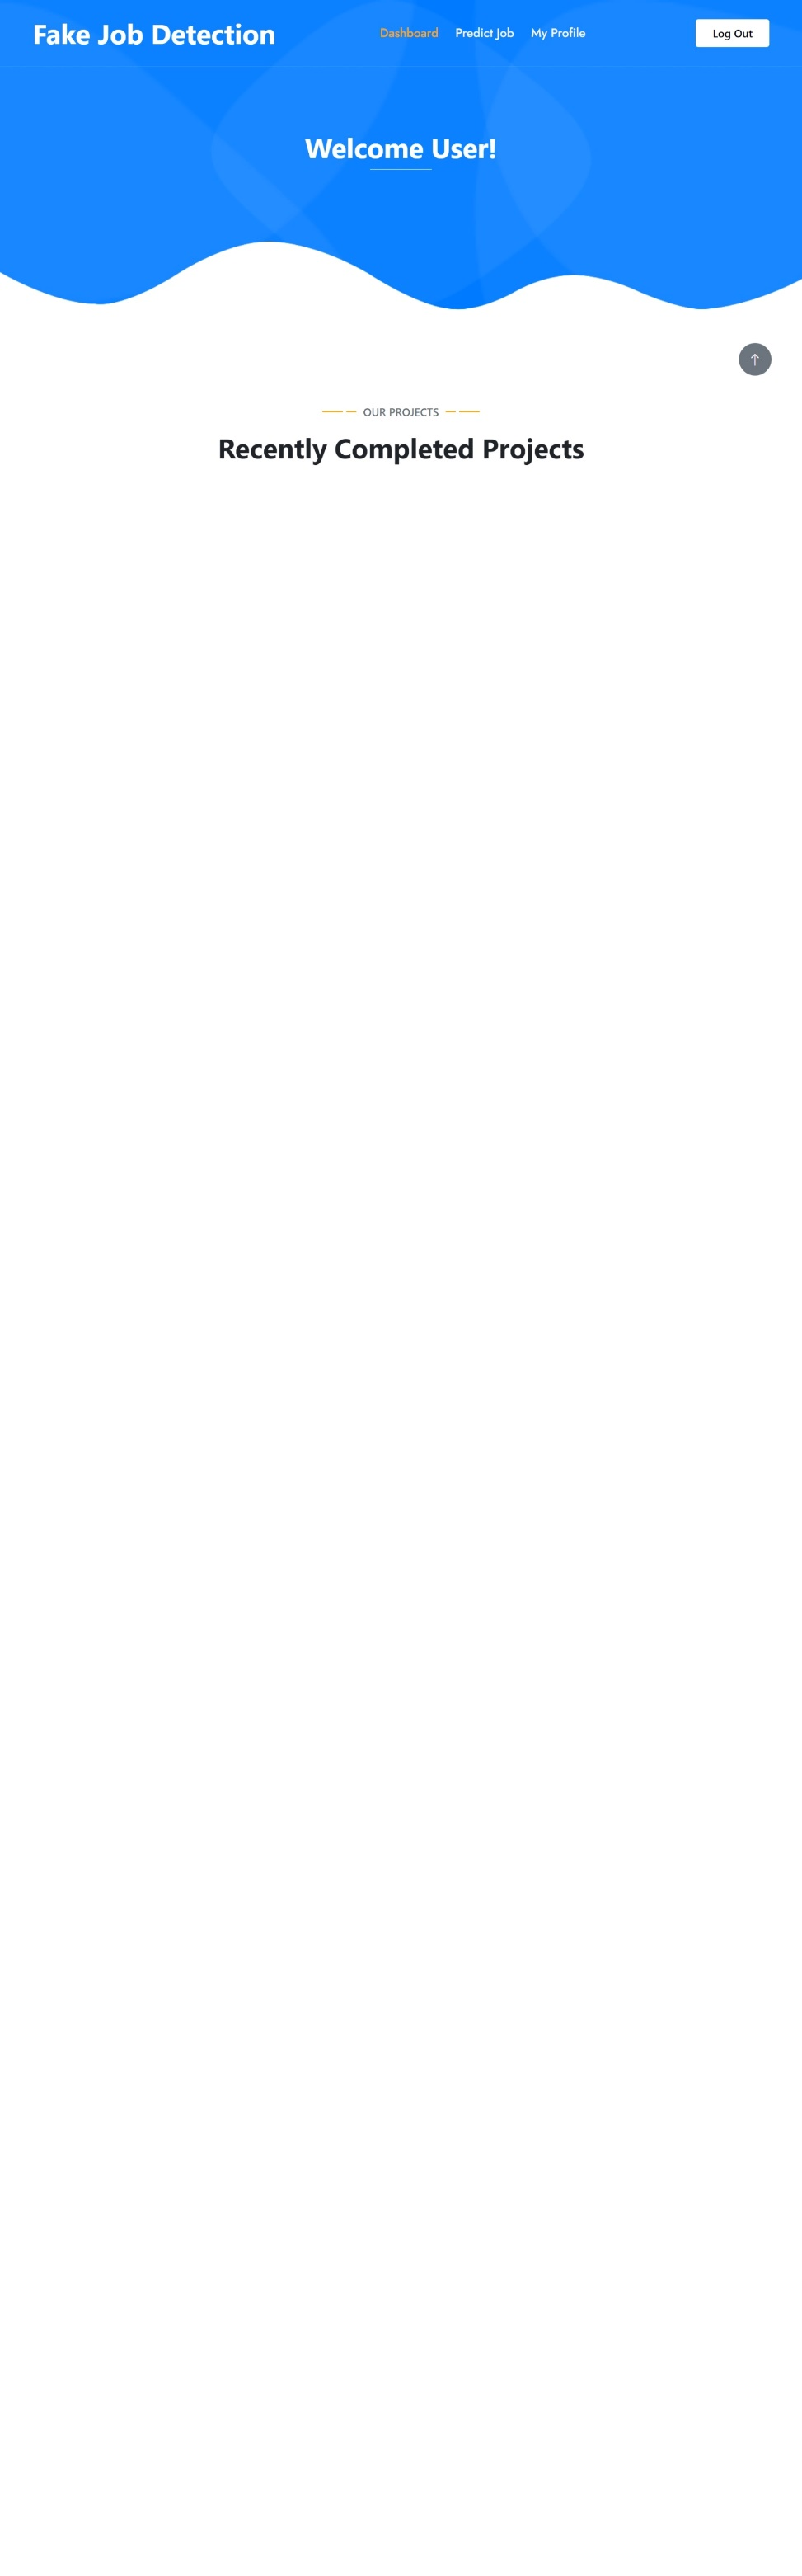 Fake Job Detection
Dashboard Predict Job My Profile
Log Out
Welcome User!
OUR PROJECTS
Recently Completed Projects